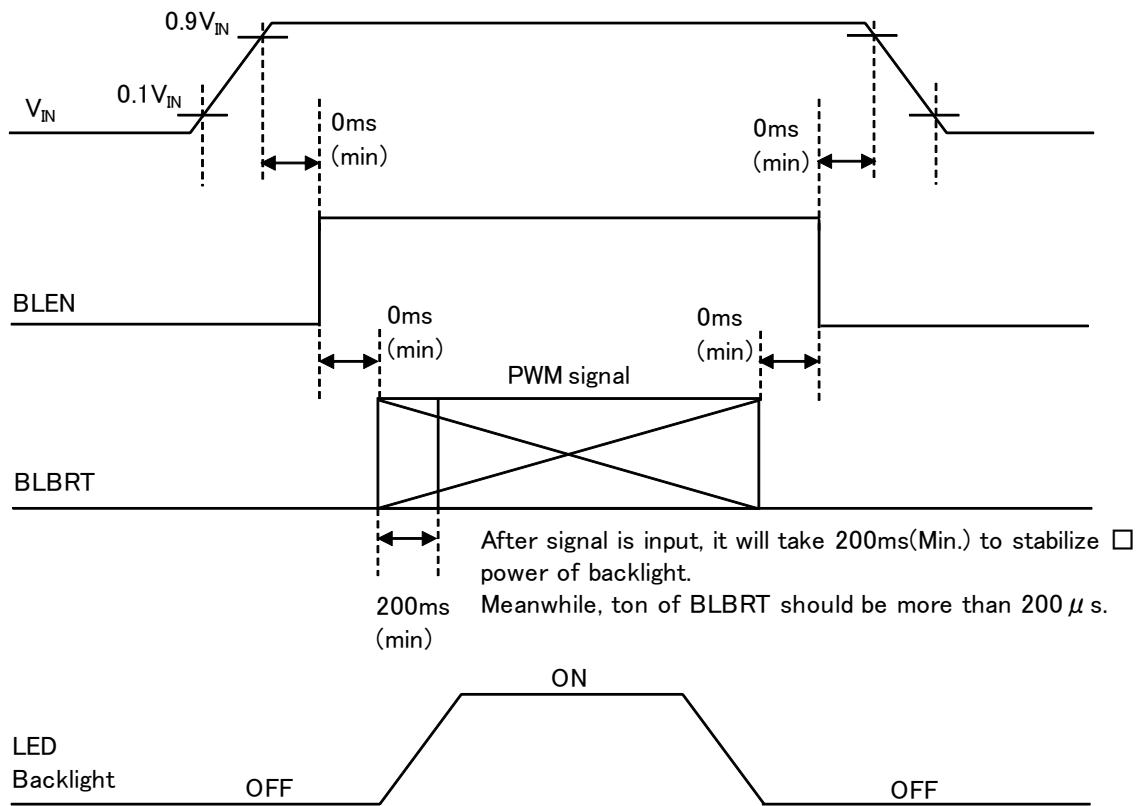 0.9V_IN
0.1V_IN
V_IN
0ms
(min)
0ms
(min)
BLEN
0ms
(min)
0ms
(min)
PWM signal
BLBRT
After signal is input, it will take 200ms(Min.) to stabilize □
power of backlight.
Meanwhile, ton of BLBRT should be more than 200μs.
200ms
(min)
ON
LED
Backlight
OFF
OFF